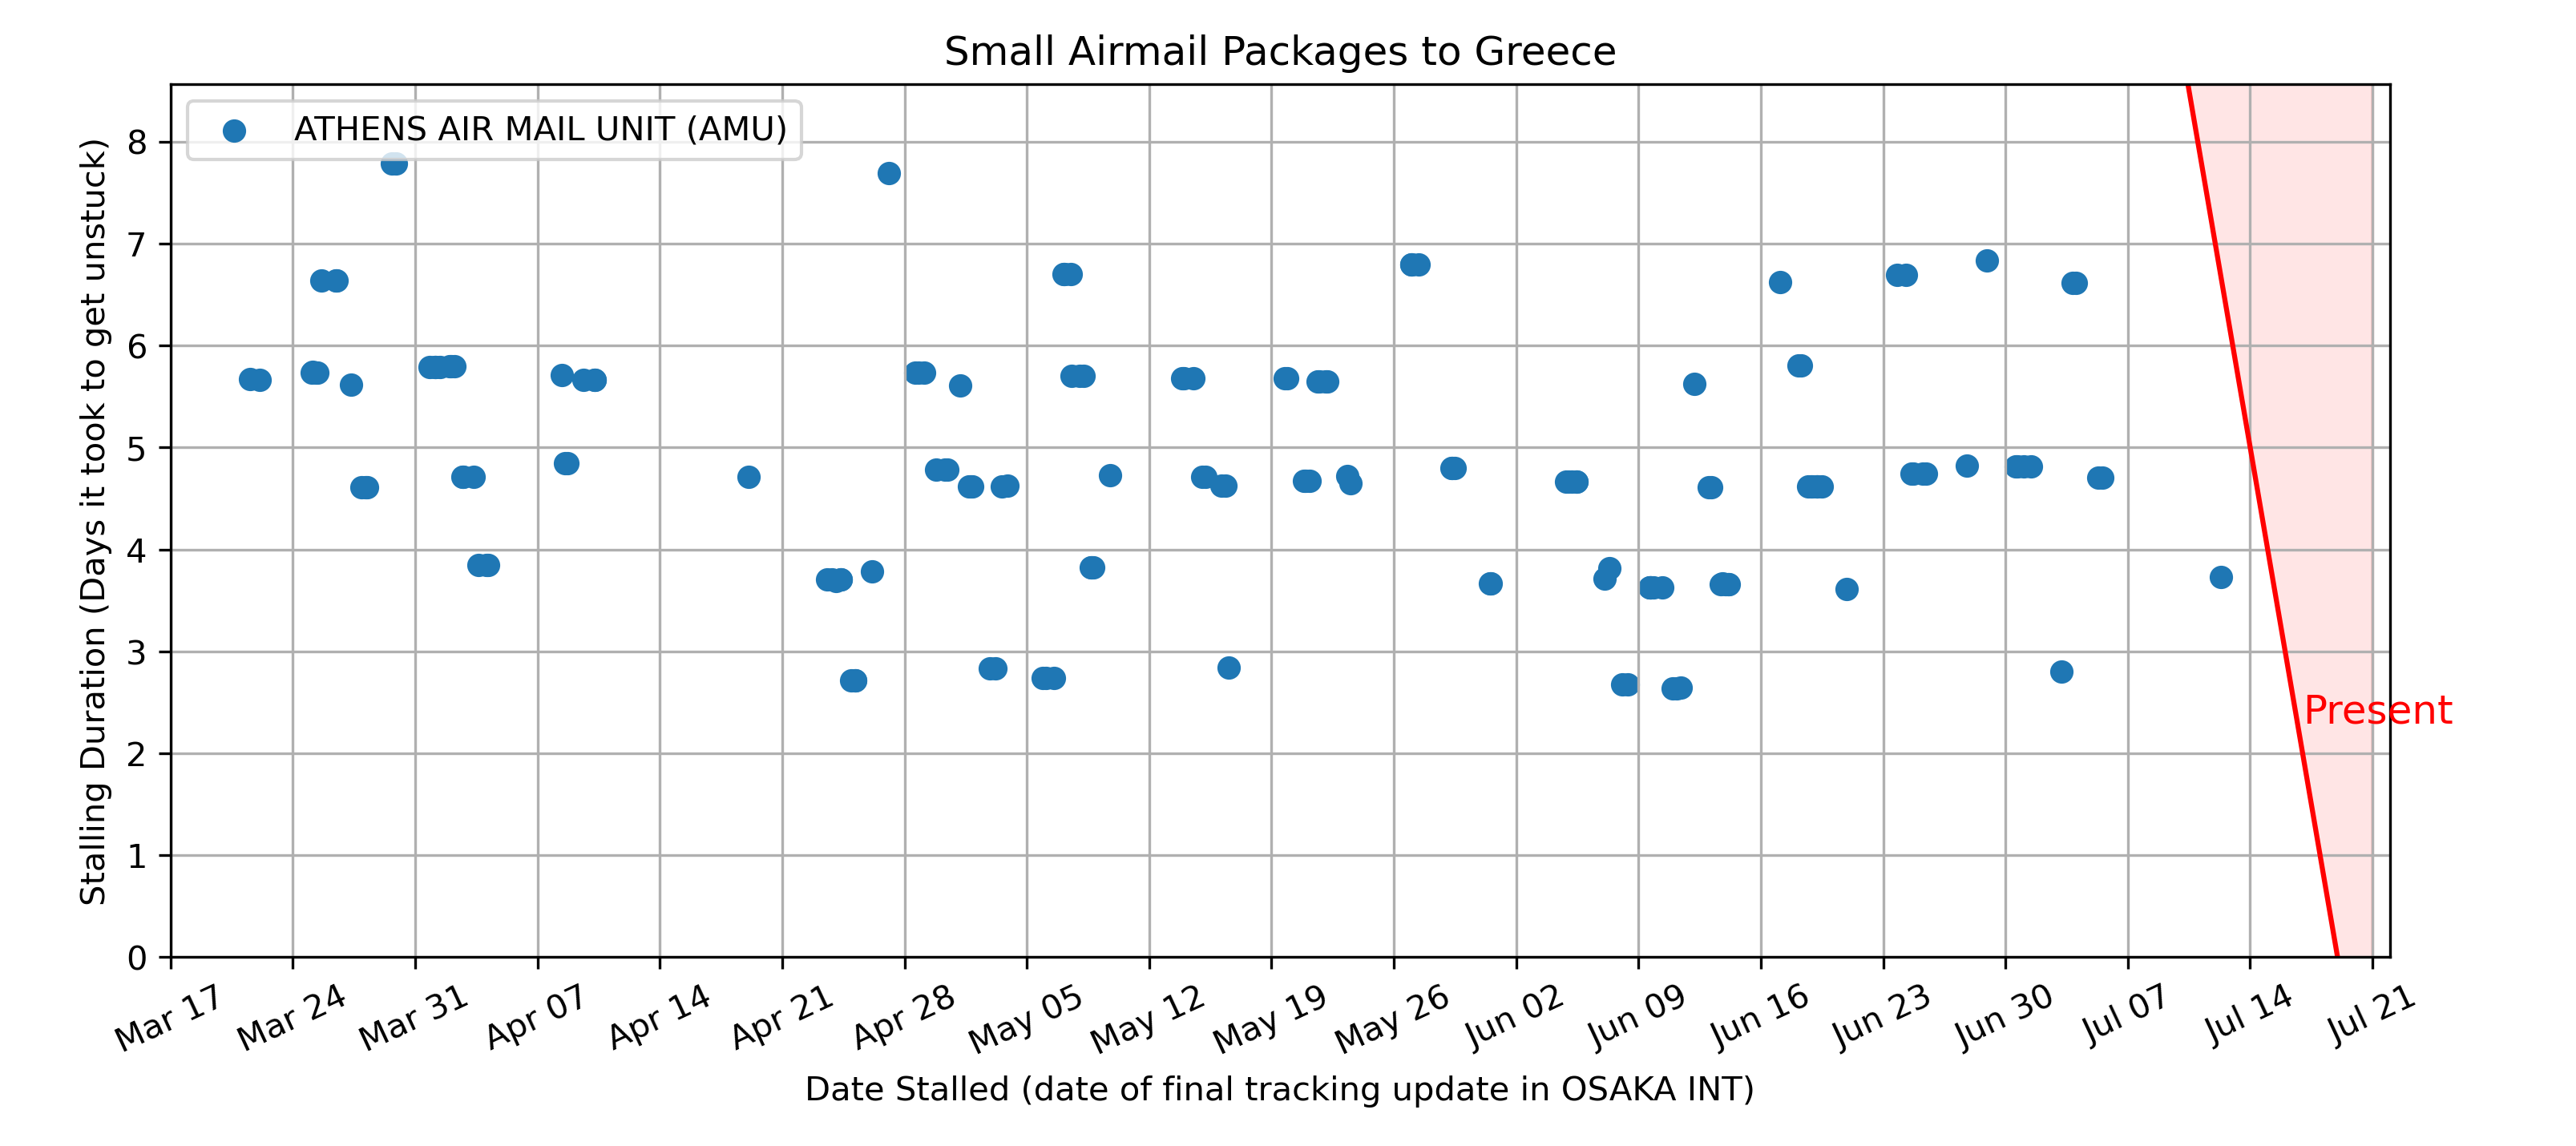 Small Airmail Packages to Greece
ATHENS AIR MAIL UNIT (AMU)
Stalling Duration (Days it took to get unstuck)
8
7
6
5
4
3
2
1
0
Present
Mar 17
Mar 24
Mar 31
Apr 07
Apr 14
Apr 21
Apr 28
May 05
May 12
May 19
May 26
Jun 02
Jun 09
Jun 16
Jun 23
Jun 30
Jul 07
Jul 14
Jul 21
Date Stalled (date of final tracking update in OSAKA INT)